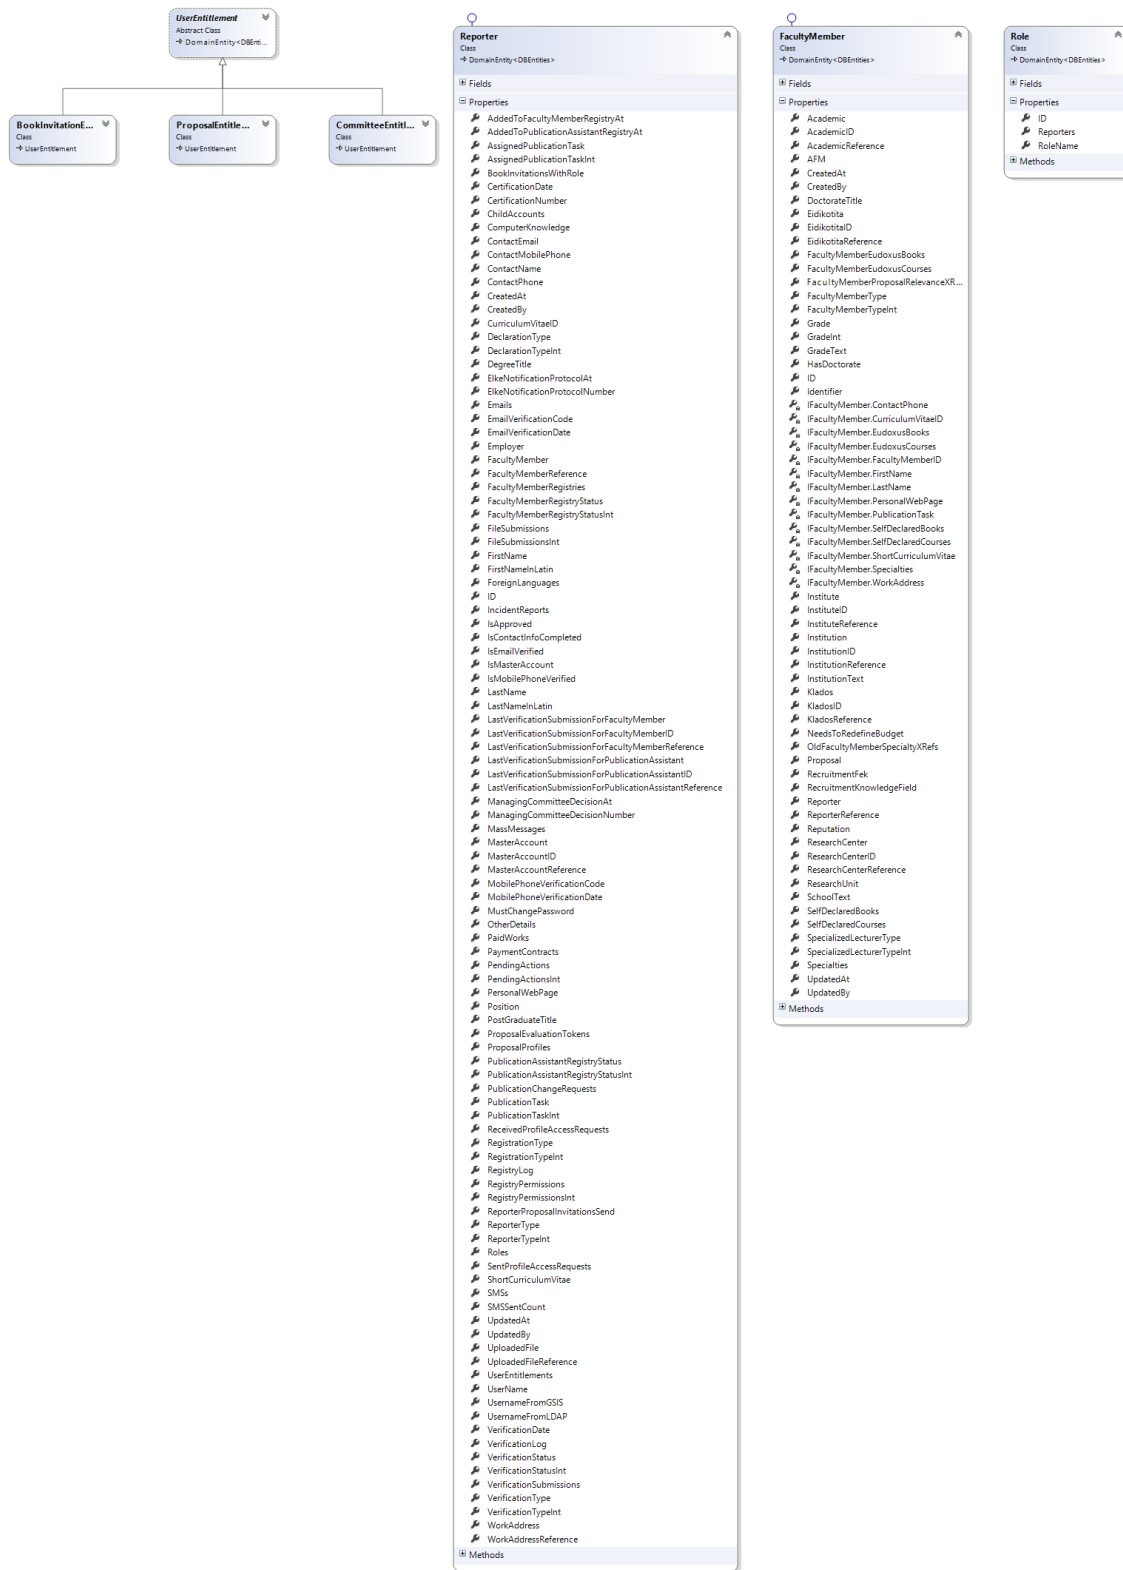 UserEntitlement
Abstract Class
DomainEntity<DBEnti...
BookInvitationE...
Class
UserEntitlement
ProposalEntitle...
Class
UserEntitlement
CommitteeEntitl...
Class
UserEntitlement
Reporter
Class
DomainEntity<DBEntities>
Fields
Properties
AddedToFacultyMemberRegistryAt
AddedToPublicationAssistantRegistryAt
AssignedPublicationTask
AssignedPublicationTaskInt
BookInvitationsWithRole
CertificationDate
CertificationNumber
ChildAccounts
ComputerKnowledge
ContactEmail
ContactMobilePhone
ContactName
ContactPhone
CreatedAt
CreatedBy
CurriculumVitaeID
DeclarationType
DeclarationTypeInt
DegreeTitle
ElkeNotificationProtocolAt
ElkeNotificationProtocolNumber
Emails
EmailVerificationCode
EmailVerificationDate
Employer
FacultyMember
FacultyMemberReference
FacultyMemberRegistries
FacultyMemberRegistryStatus
FacultyMemberRegistryStatusInt
FileSubmissions
FileSubmissionsInt
FirstName
FirstNameInLatin
ForeignLanguages
ID
IncidentReports
IsApproved
IsContactInfoCompleted
IsEmailVerified
IsMasterAccount
IsMobilePhoneVerified
LastName
LastNameInLatin
LastVerificationSubmissionForFacultyMember
LastVerificationSubmissionForFacultyMemberID
LastVerificationSubmissionForFacultyMemberReference
LastVerificationSubmissionForPublicationAssistant
LastVerificationSubmissionForPublicationAssistantID
LastVerificationSubmissionForPublicationAssistantReference
ManagingCommitteeDecisionAt
ManagingCommitteeDecisionNumber
MassMessages
MasterAccount
MasterAccountID
MasterAccountReference
MobilePhoneVerificationCode
MobilePhoneVerificationDate
MustChangePassword
OtherDetails
PaidWorks
PaymentContracts
PendingActions
PendingActionsInt
PersonalWebPage
Position
PostGraduateTitle
ProposalEvaluationTokens
ProposalProfiles
PublicationAssistantRegistryStatus
PublicationAssistantRegistryStatusInt
PublicationChangeRequests
PublicationTask
PublicationTaskInt
ReceivedProfileAccessRequests
RegistrationType
RegistrationTypeInt
RegistryLog
RegistryPermissions
RegistryPermissionsInt
ReporterProposalInvitationsSend
ReporterType
ReporterTypeInt
Roles
SentProfileAccessRequests
ShortCurriculumVitae
SMSs
SMSSentCount
UpdatedAt
UpdatedBy
UploadedFile
UploadedFileReference
UserEntitlements
UserName
UsernameFromGSIS
UsernameFromLDAP
VerificationDate
VerificationLog
VerificationStatus
VerificationStatusInt
VerificationSubmissions
VerificationType
VerificationTypeInt
WorkAddress
WorkAddressReference
Methods
FacultyMember
Class
DomainEntity<DBEntities>
Fields
Properties
Academic
AcademicID
AcademicReference
AFM
CreatedAt
CreatedBy
DoctorateTitle
Eidikotita
EidikotitaID
EidikotitaReference
FacultyMemberEudoxusBooks
FacultyMemberEudoxusCourses
FacultyMemberProposalRelevanceXR...
FacultyMemberType
FacultyMemberTypeInt
Grade
GradeInt
GradeText
HasDoctorate
ID
Identifier
IFacultyMember.ContactPhone
IFacultyMember.CurriculumVitaeID
IFacultyMember.EudoxusBooks
IFacultyMember.EudoxusCourses
IFacultyMember.FacultyMemberID
IFacultyMember.FirstName
IFacultyMember.LastName
IFacultyMember.PersonalWebPage
IFacultyMember.PublicationTask
IFacultyMember.SelfDeclaredBooks
IFacultyMember.SelfDeclaredCourses
IFacultyMember.ShortCurriculumVitae
IFacultyMember.Specialties
IFacultyMember.WorkAddress
Institute
InstituteID
InstituteReference
Institution
InstitutionID
InstitutionReference
InstitutionText
Klados
KladosID
KladosReference
NeedsToRedefineBudget
OldFacultyMemberSpecialtyXRefs
Proposal
RecruitmentFek
RecruitmentKnowledgeField
Reporter
ReporterReference
Reputation
ResearchCenter
ResearchCenterID
ResearchCenterReference
ResearchUnit
SchoolText
SelfDeclaredBooks
SelfDeclaredCourses
SpecializedLecturerType
SpecializedLecturerTypeInt
Specialties
UpdatedAt
UpdatedBy
Methods
Role
Class
DomainEntity<DBEntities>
Fields
Properties
ID
Reporters
RoleName
Methods